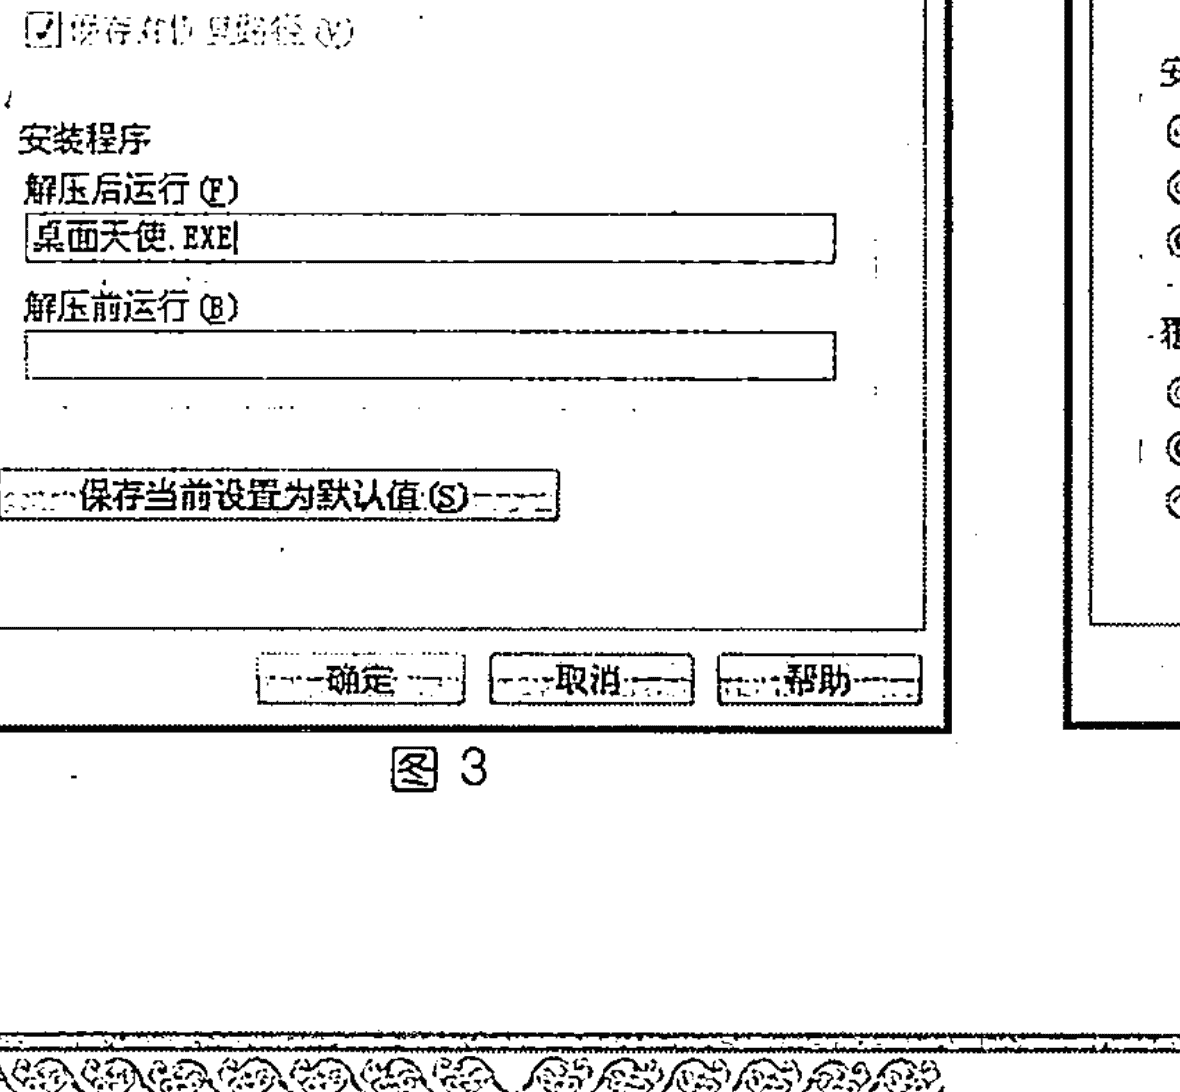 安装程序
解压后运行(F)
桌面天使.EXE
解压前运行(B)
保存当前设置为默认值(S)
确定 取消 帮助
图 3
安